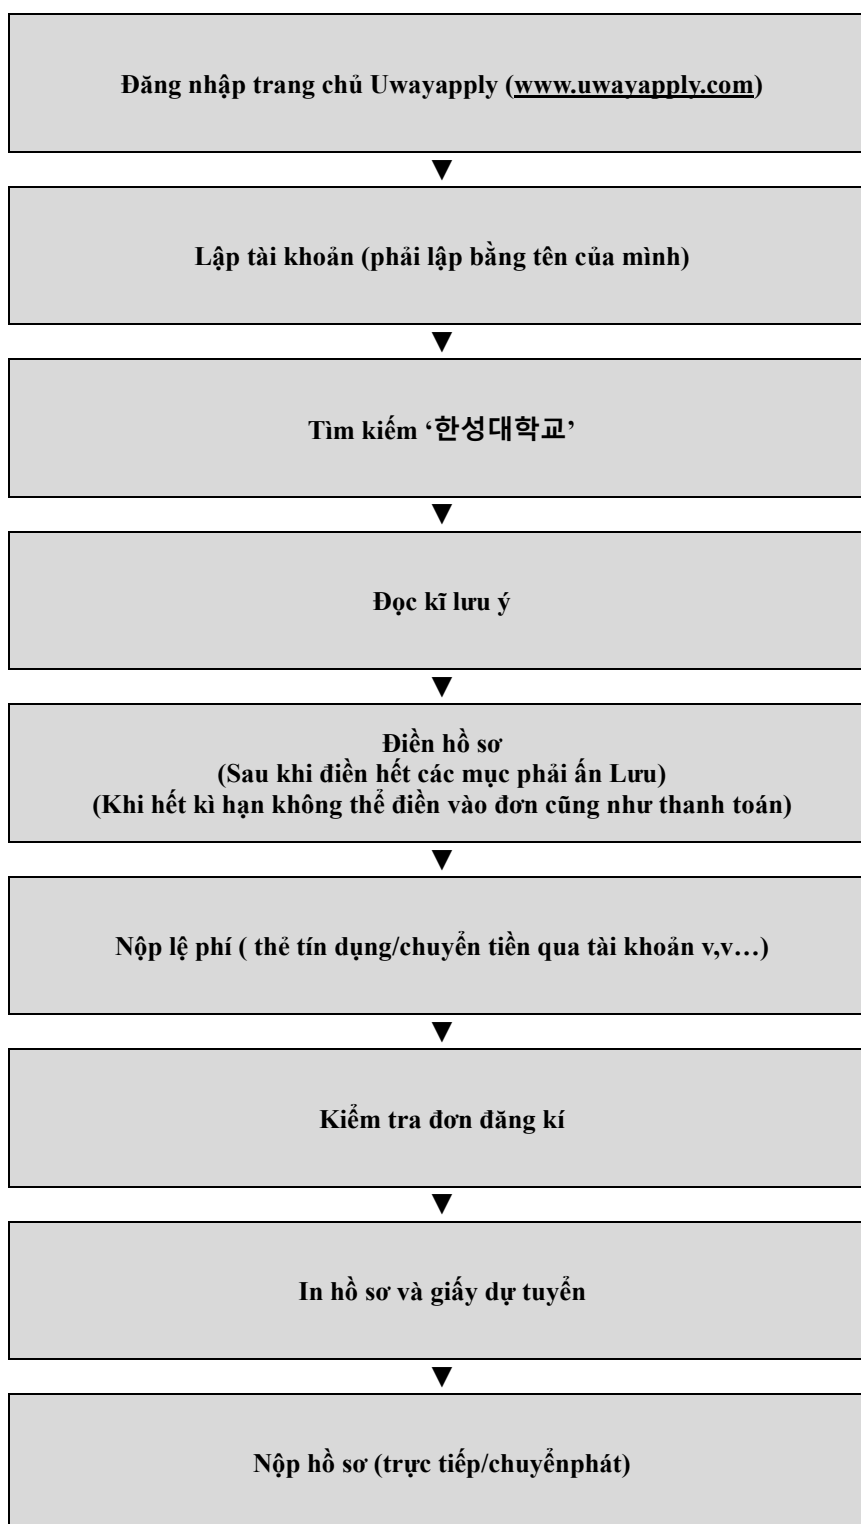 Đăng nhập trang chủ Uwayapply (www.uwayapply.com)
Lập tài khoản (phải lập bằng tên của mình)
Tìm kiếm ‘한성대학교’
Đọc kĩ lưu ý
Điền hồ sơ
(Sau khi điền hết các mục phải ấn Lưu)
(Khi hết kì hạn không thể điền vào đơn cũng như thanh toán)
Nộp lệ phí ( thẻ tín dụng/chuyển tiền qua tài khoản v,v…)
Kiểm tra đơn đăng kí
In hồ sơ và giấy dự tuyển
Nộp hồ sơ (trực tiếp/chuyểnphát)